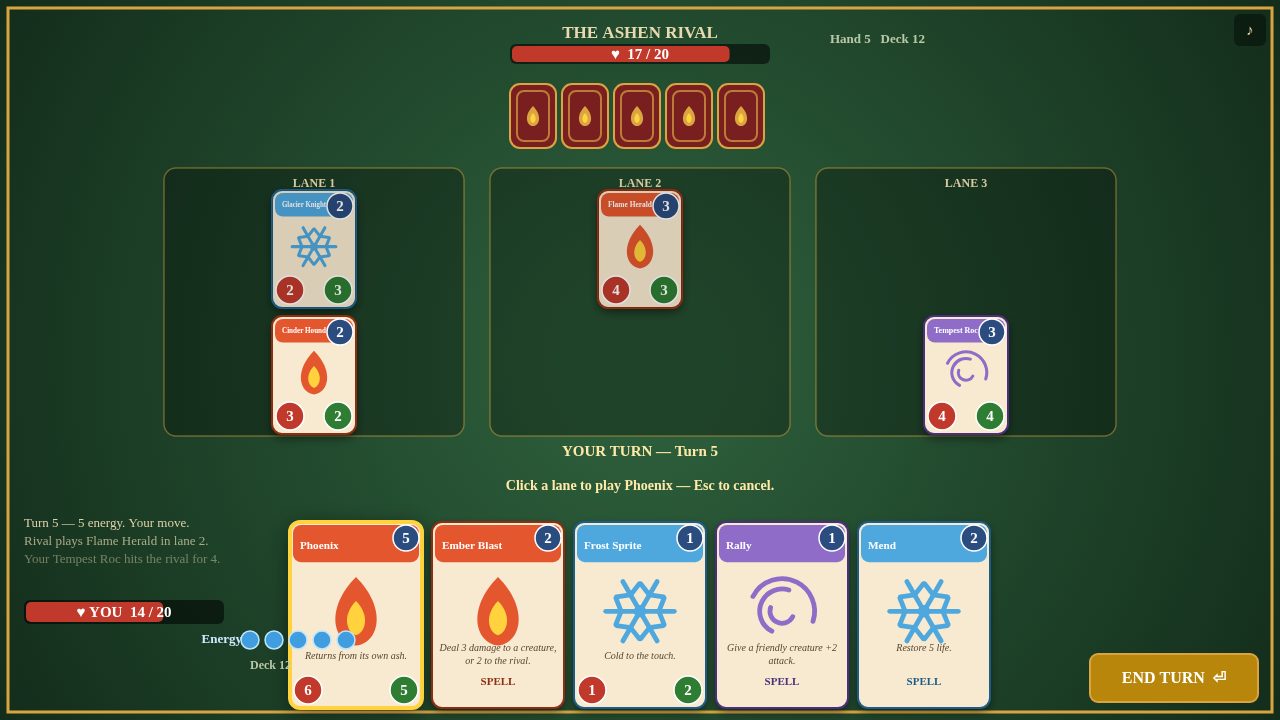 THE ASHEN RIVAL
♥ 17 / 20
Hand 5 Deck 12
♪
LANE 1
LANE 2
LANE 3
Glacier Knight 2
2 3
Flame Herald 3
4 3
Cinder Hound 2
3 2
Tempest Roc 3
4 4
YOUR TURN — Turn 5
Click a lane to play Phoenix — Esc to cancel.
Turn 5 — 5 energy. Your move.
Rival plays Flame Herald in lane 2.
Your Tempest Roc hits the rival for 4.
♥ YOU 14 / 20
Energy
Deck 12
Phoenix 5
Returns from its own ash.
6 5
Ember Blast 2
Deal 3 damage to a creature,
or 2 to the rival.
SPELL
Frost Sprite 1
Cold to the touch.
1 2
Rally 1
Give a friendly creature +2
attack.
SPELL
Mend 2
Restore 5 life.
SPELL
END TURN ⏎